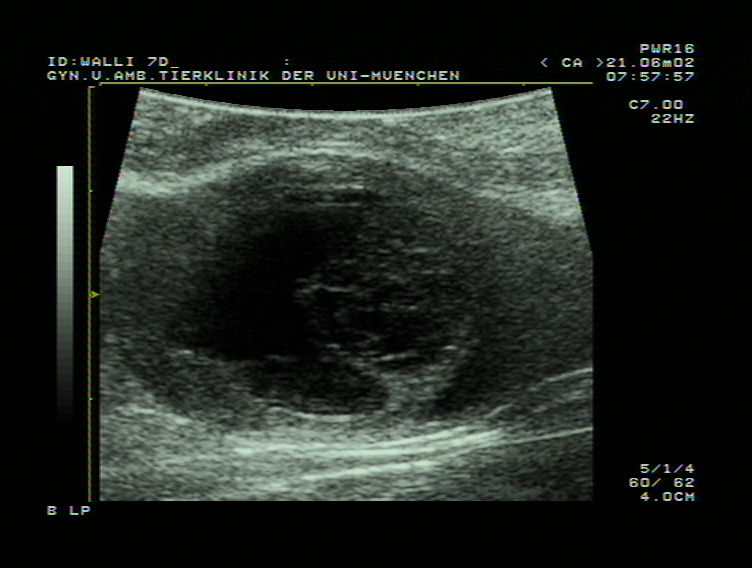 PWR16
ID:WALLI 7D_ : < CA >21.06m02
GYN.U.AMB.TIERKLINIK DER UNI-MUENCHEN 07:57:57
C7.00
22HZ
5/1/4
60/ 62
4.0CM
B LP